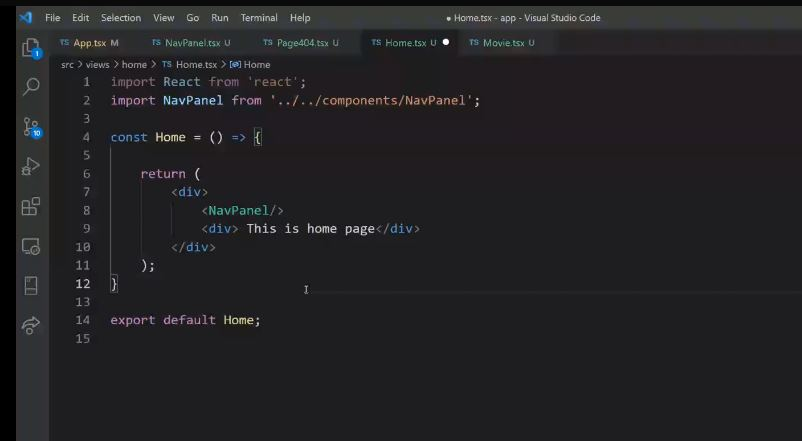 File Edit Selection View Go Run Terminal Help ● Home.tsx - app - Visual Studio Code
TS App.tsx M TS NavPanel.tsx U TS Page404.tsx U TS Home.tsx U ● TS Movie.tsx U
src > views > home > TS Home.tsx > Home
1 import React from 'react';
2 import NavPanel from '../../components/NavPanel';
3
4 const Home = () => {
5
6 return (
7 <div>
8 <NavPanel/>
9 <div> This is home page</div>
10 </div>
11 );
12 }
13
14 export default Home;
15
1
10